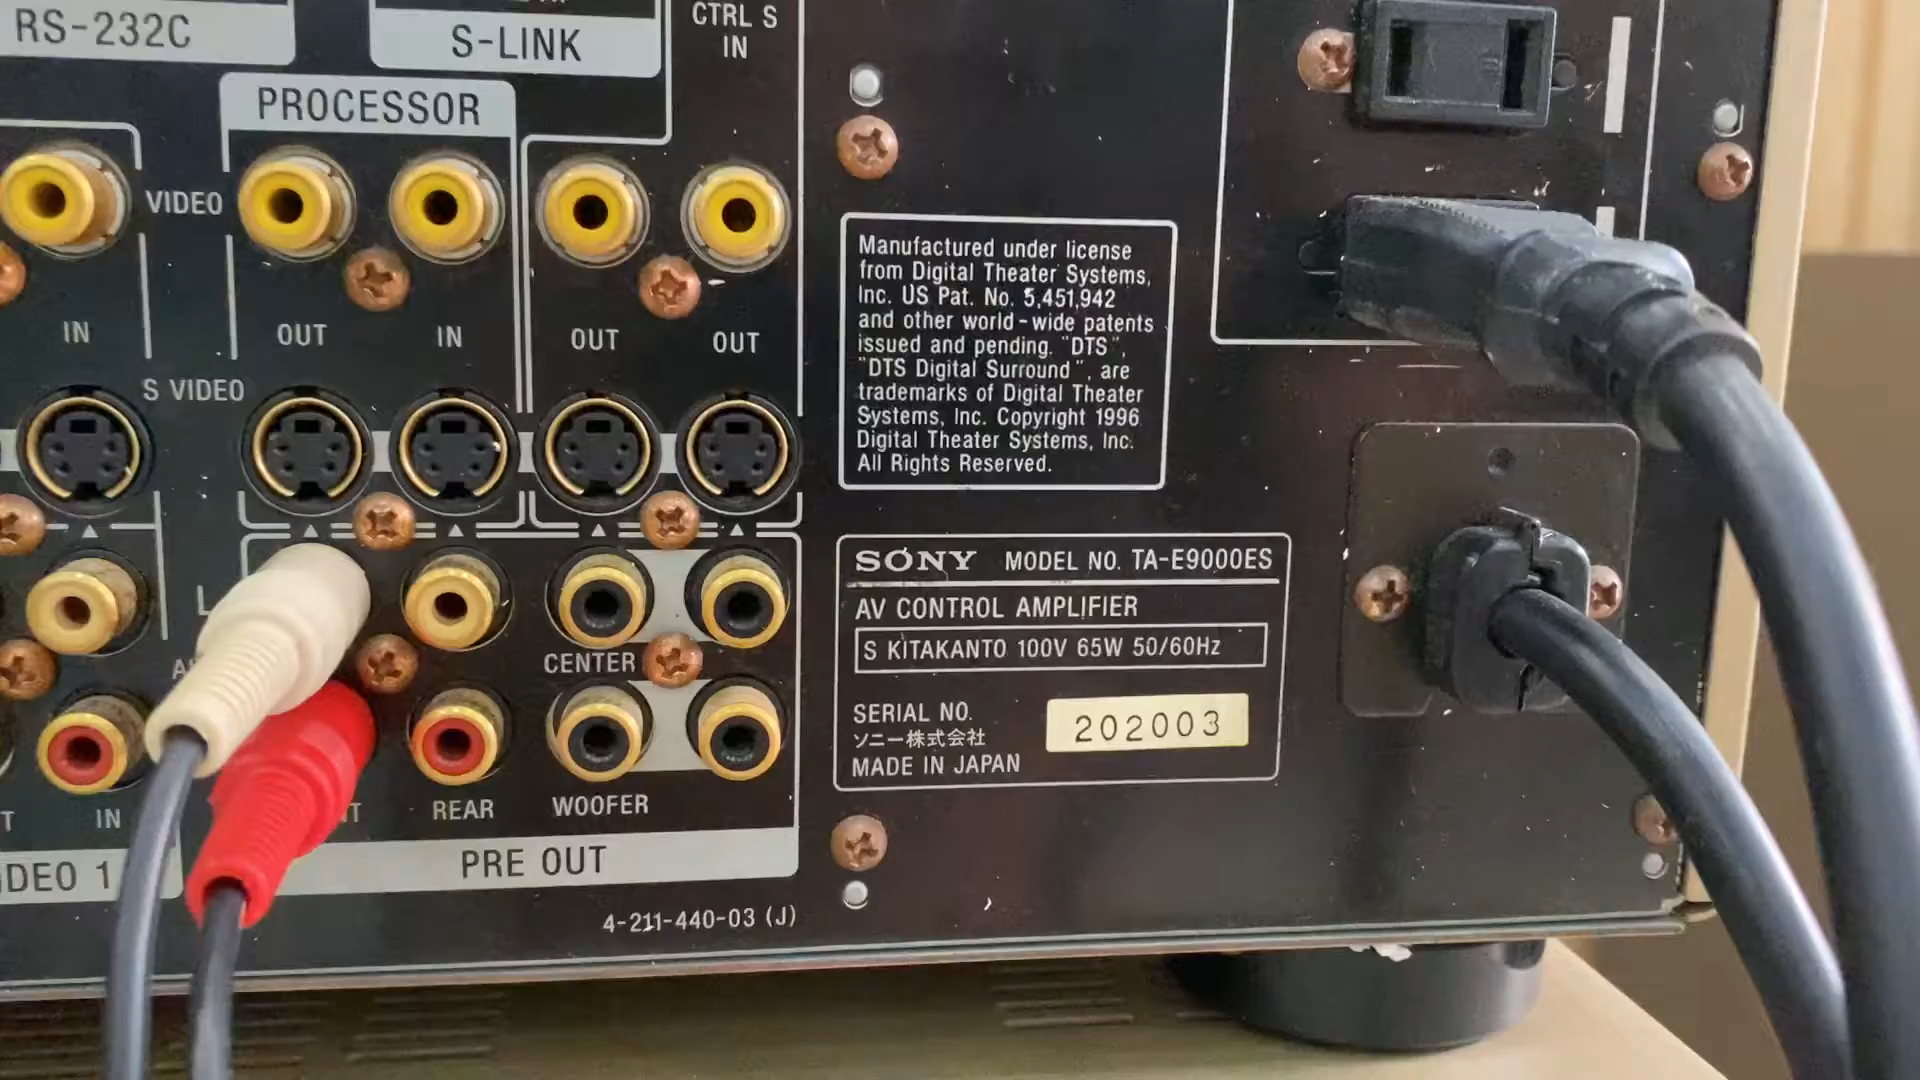 RS-232C
S-LINK
CTRL S
IN
PROCESSOR
VIDEO
IN
OUT
IN
OUT
OUT
S VIDEO
L
CENTER
IN
REAR
WOOFER
PRE OUT
4-211-440-03 (J)
Manufactured under license
from Digital Theater Systems,
Inc. US Pat. No. 5,451,942
and other world-wide patents
issued and pending. "DTS",
"DTS Digital Surround", are
trademarks of Digital Theater
Systems, Inc. Copyright 1996
Digital Theater Systems, Inc.
All Rights Reserved.
SONY MODEL NO. TA-E9000ES
AV CONTROL AMPLIFIER
S KITAKANTO 100V 65W 50/60Hz
SERIAL NO. 202003
ソニー株式会社
MADE IN JAPAN